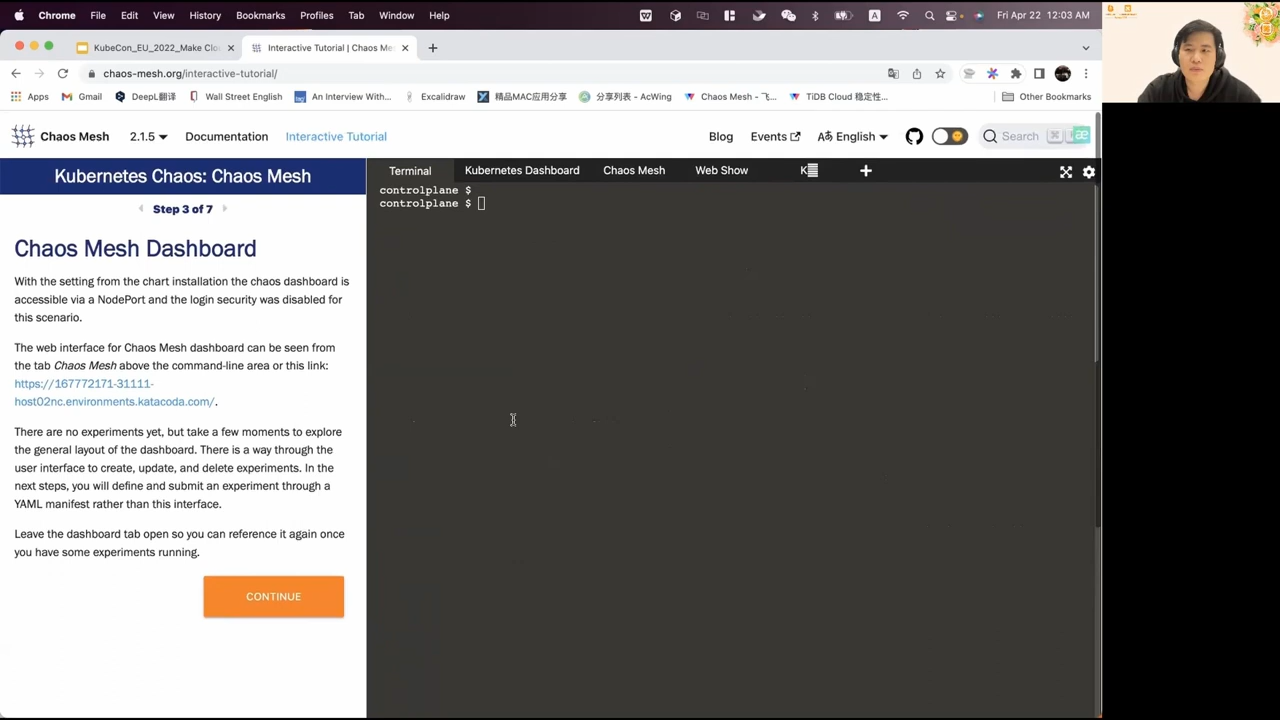 Chrome File Edit View History Bookmarks Profiles Tab Window Help
A
Fri Apr 22 12:03 AM
KubeCon_EU_2022_Make Clo
Interactive Tutorial | Chaos Me
chaos-mesh.org/interactive-tutorial/
Apps Gmail DeepL翻译 Wall Street English An Interview With... Excalidraw 精品MAC应用分享 分享列表 - AcWing Chaos Mesh - 飞... TiDB Cloud 稳定性... Other Bookmarks
Chaos Mesh 2.1.5 Documentation Interactive Tutorial Blog Events English Search
Kubernetes Chaos: Chaos Mesh
Step 3 of 7
Chaos Mesh Dashboard
With the setting from the chart installation the chaos dashboard is
accessible via a NodePort and the login security was disabled for
this scenario.
The web interface for Chaos Mesh dashboard can be seen from
the tab Chaos Mesh above the command-line area or this link:
https://167772171-31111-
host02nc.environments.katacoda.com/.
There are no experiments yet, but take a few moments to explore
the general layout of the dashboard. There is a way through the
user interface to create, update, and delete experiments. In the
next steps, you will define and submit an experiment through a
YAML manifest rather than this interface.
Leave the dashboard tab open so you can reference it again once
you have some experiments running.
CONTINUE
Terminal Kubernetes Dashboard Chaos Mesh Web Show K
controlplane $
controlplane $